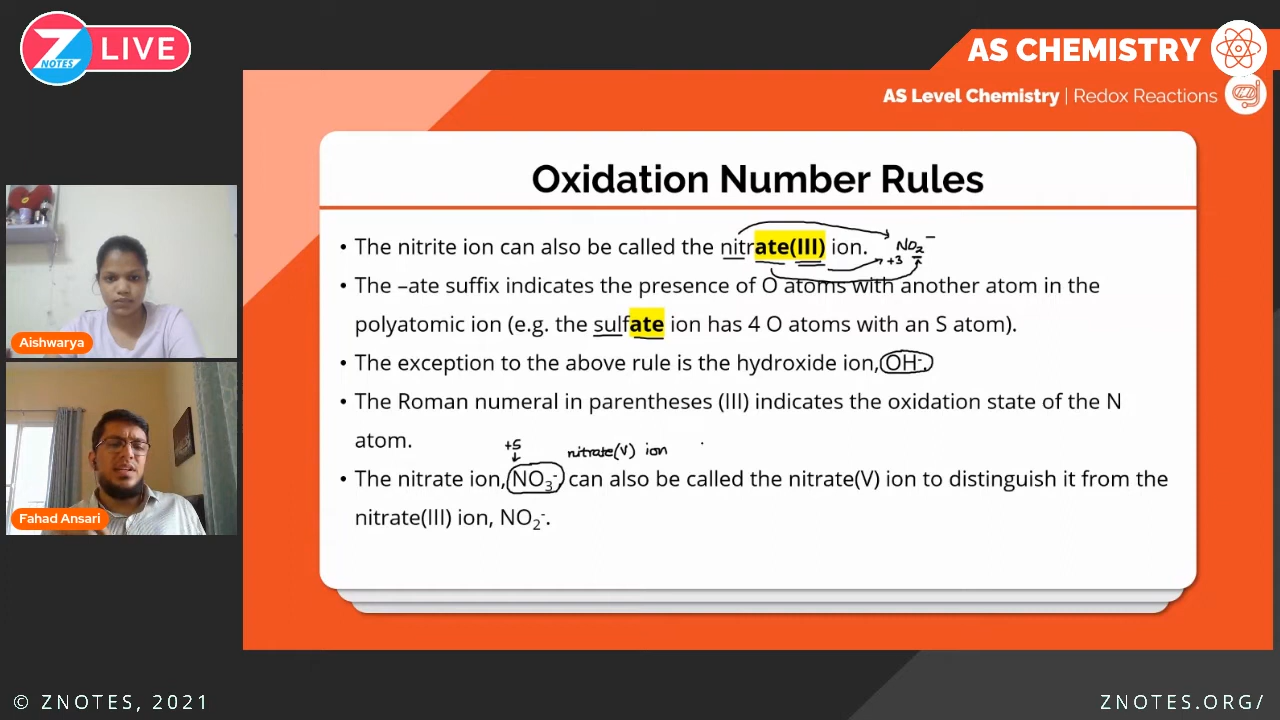 Z NOTES LIVE
AS CHEMISTRY
AS Level Chemistry | Redox Reactions
Oxidation Number Rules
• The nitrite ion can also be called the nitrate(III) ion. NO₂⁻
+3
• The –ate suffix indicates the presence of O atoms with another atom in the
polyatomic ion (e.g. the sulfate ion has 4 O atoms with an S atom).
• The exception to the above rule is the hydroxide ion, OH⁻.
• The Roman numeral in parentheses (III) indicates the oxidation state of the N
atom.
+5 nitrate(V) ion
• The nitrate ion, NO₃⁻, can also be called the nitrate(V) ion to distinguish it from the
nitrate(III) ion, NO₂⁻.
Aishwarya
Fahad Ansari
© ZNOTES, 2021
ZNOTES.ORG/